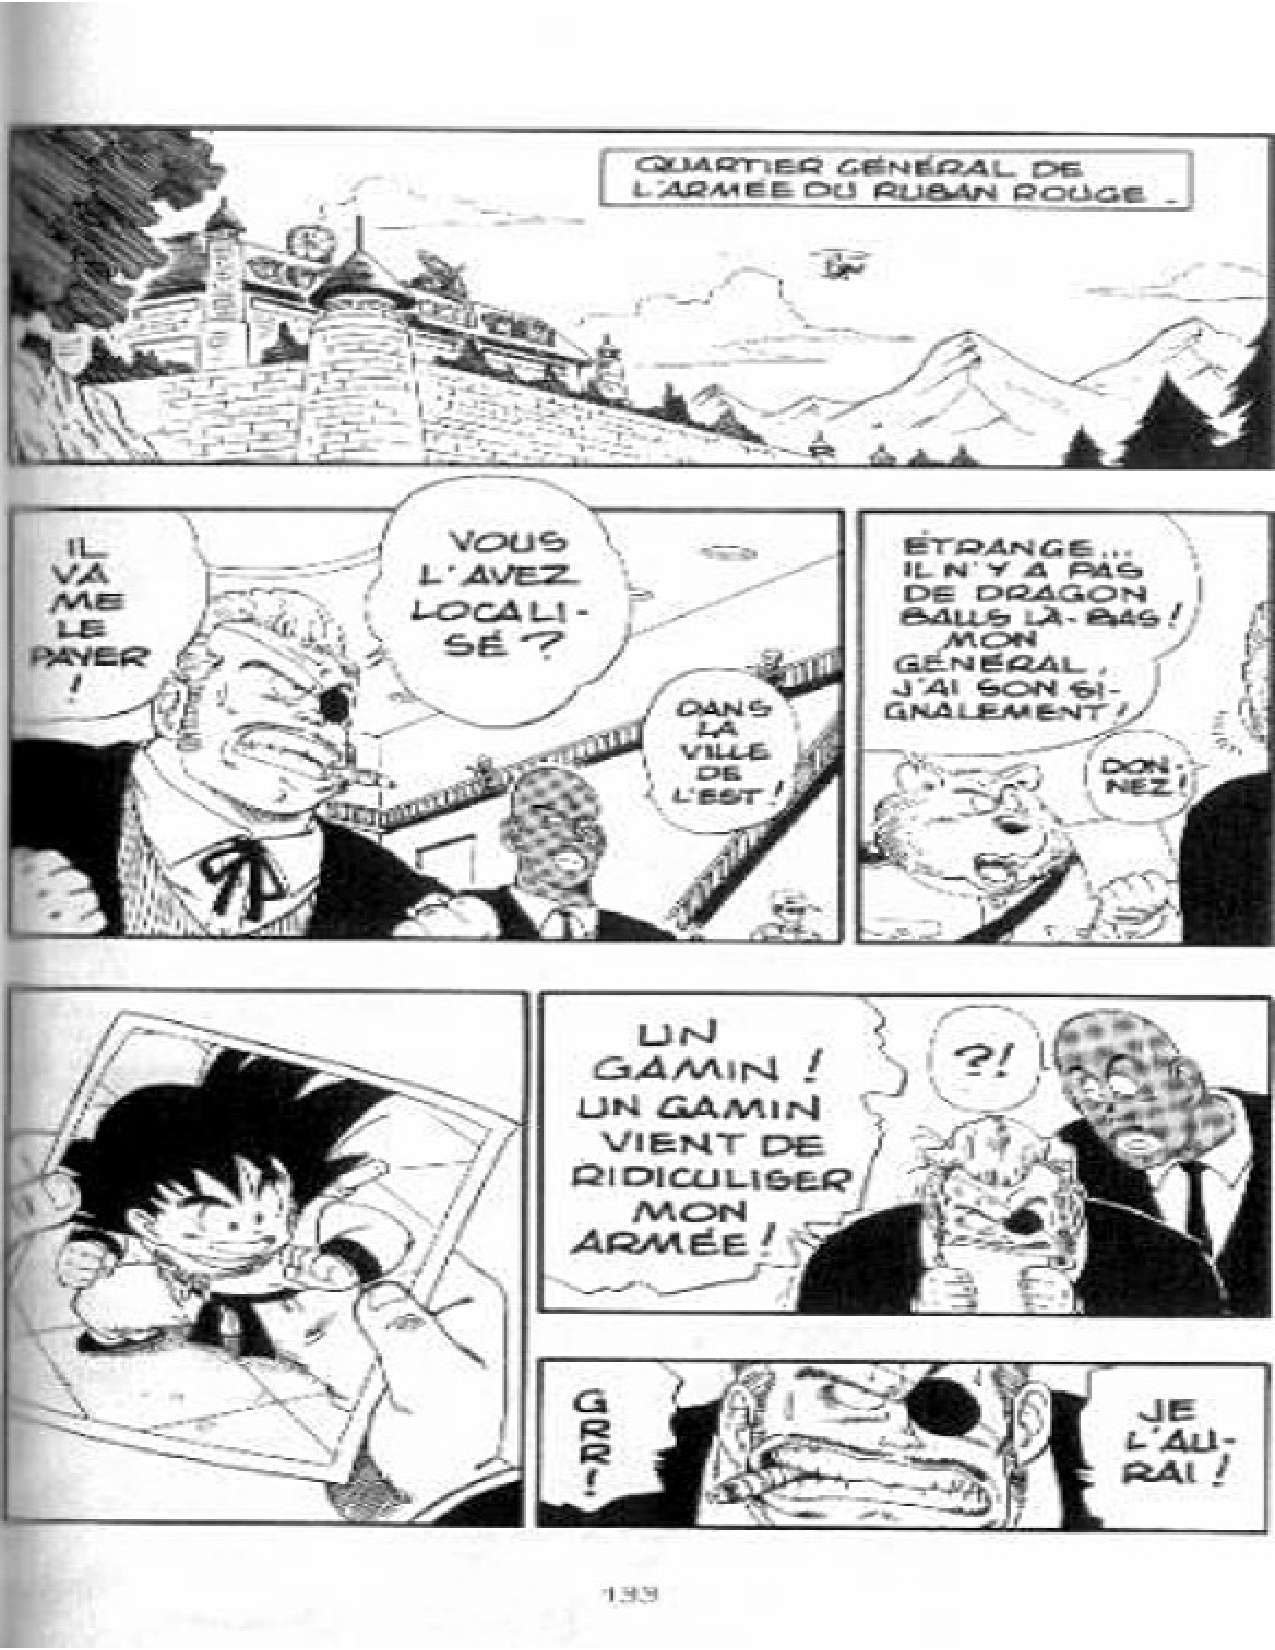 QUARTIER GÉNÉRAL DE
L'ARMÉE DU RUBAN ROUGE.
IL
VA
ME
LE
PAYER
!
VOUS
L'AVEZ
LOCALI-
SÉ ?
DANS
LA
VILLE
DE
L'EST !
ÉTRANGE...
IL N'Y A PAS
DE DRAGON
BALLS LÀ-BAS !
MON
GÉNÉRAL,
J'AI SON SI-
GNALEMENT !
DON-
NEZ !
UN
GAMIN !
UN GAMIN
VIENT DE
RIDICULISER
MON
ARMÉE !
?!
G
R
R
!
JE
L'AU-
RAI !
133